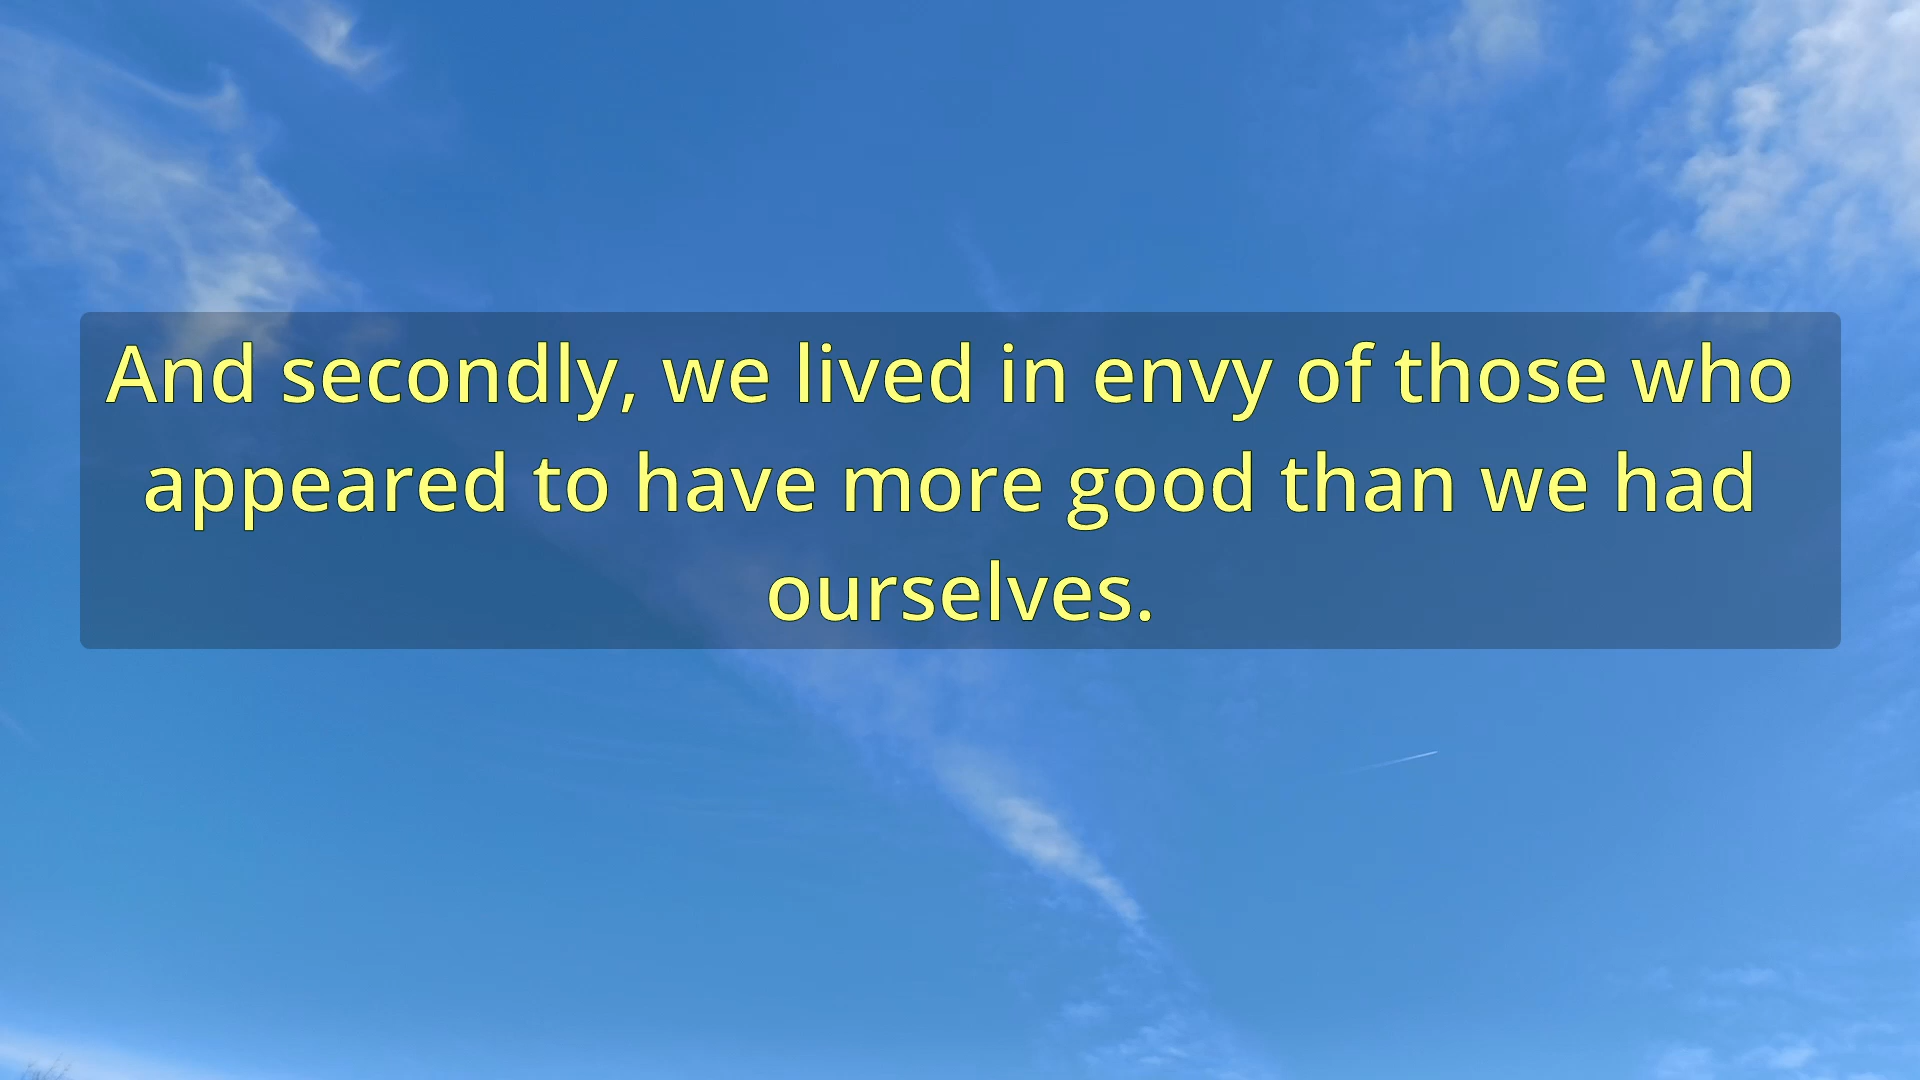 And secondly, we lived in envy of those who
appeared to have more good than we had
ourselves.